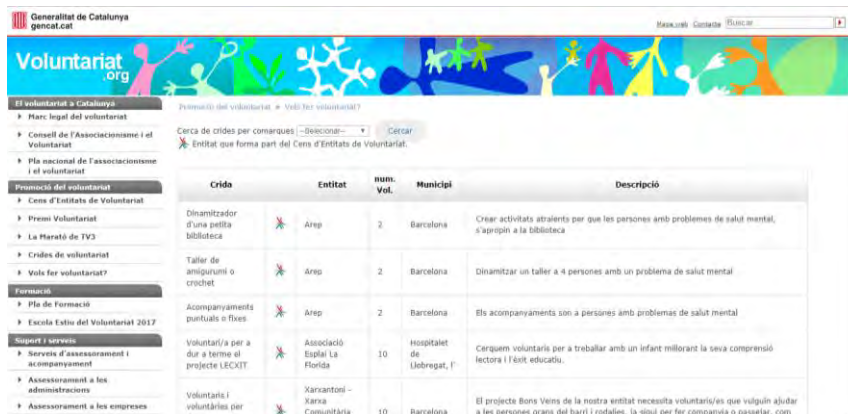 Generalitat de Catalunya
gencat.cat
Mapa web Contacte Buscar
Voluntariat
.org
El voluntariat a Catalunya
Marc legal del voluntariat
Consell de l'Associacionisme i el
Voluntariat
Pla nacional de l'associacionisme
i el voluntariat
Promoció del voluntariat
Cens d'Entitats de Voluntariat
Premi Voluntariat
La Marató de TV3
Crides de voluntariat
Vols fer voluntariat?
Formació
Pla de Formació
Escola Estiu del Voluntariat 2017
Suport i serveis
Serveis d'assessorament i
acompanyament
Assessorament a les
administracions
Assessorament a les empreses
Promoció del voluntariat » Vols fer voluntariat?
Cerca de crides per comarques --Selecionar-- Cercar
Entitat que forma part del Cens d'Entitats de Voluntariat.
Crida Entitat num. Vol. Municipi Descripció
Dinamitzador
d'una petita
biblioteca
Arep
2
Barcelona
Crear activitats atraients per que les persones amb problemes de salut mental,
s'apropin a la biblioteca
Taller de
amigurumi o
crochet
Arep
2
Barcelona
Dinamitzar un taller a 4 persones amb un problema de salut mental
Acompanyaments
puntuals o fixes
Arep
2
Barcelona
Els acompanyaments son a persones amb problemas de salut mental
Voluntari/a per a
dur a terme el
projecte LECXIT
Associació
Esplai La
Florida
10
Hospitalet
de
Llobregat, l'
Cerquem voluntaris per a treballar amb un infant millorant la seva comprensió
lectora i l'èxit educatiu.
Voluntaris i
voluntàries per
Xarxantoni -
Xarxa
Comunitària
10
Barcelona
El projecte Bons Veins de la nostra entitat necessita voluntaris/es que vulguin ajudar
a les persones grans del barri i rodalies, ja sigui per fer companyia o passejar, com